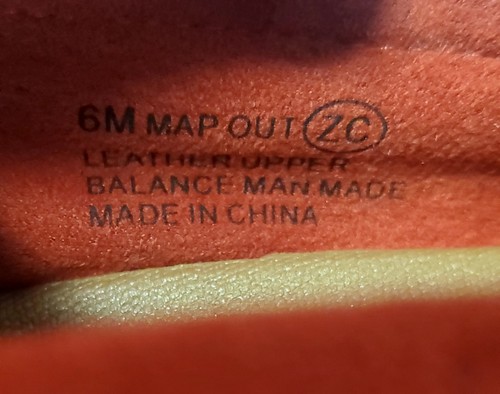 6M MAP OUT ZC
LEATHER UPPER
BALANCE MAN MADE
MADE IN CHINA